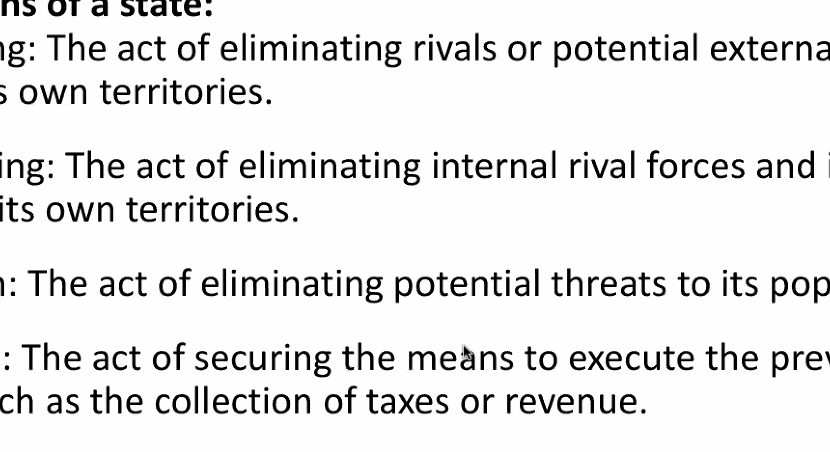 ns of a state:
ng: The act of eliminating rivals or potential externa
s own territories.
ing: The act of eliminating internal rival forces and i
its own territories.
n: The act of eliminating potential threats to its pop
: The act of securing the means to execute the prev
ch as the collection of taxes or revenue.